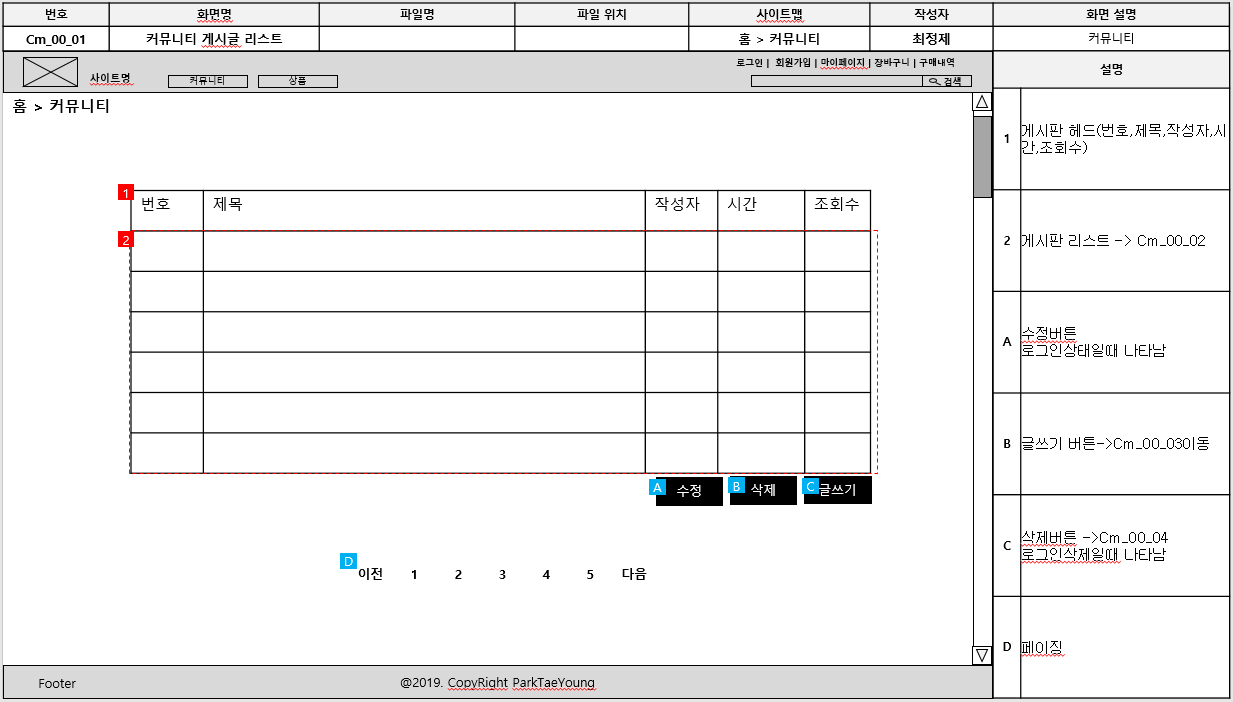 번호 화면명 파일명 파일 위치 사이트맵 작성자 화면 설명
Cm_00_01 커뮤니티 게시글 리스트 홈 > 커뮤니티 최정제 커뮤니티
사이트명 커뮤니티 상품
로그인 | 회원가입 | 마이페이지 | 장바구니 | 구매내역
검색
홈 > 커뮤니티
1
번호 제목 작성자 시간 조회수
2
A 수정 B 삭제 C 글쓰기
D
이전 1 2 3 4 5 다음
Footer @2019. CopyRight ParkTaeYoung
설명
1 게시판 헤드(번호,제목,작성자,시
간,조회수)
2 게시판 리스트 -> Cm_00_02
A 수정버튼
로그인상태일때 나타남
B 글쓰기 버튼->Cm_00_03이동
C 삭제버튼 ->Cm_00_04
로그인삭제일때 나타남
D 페이징